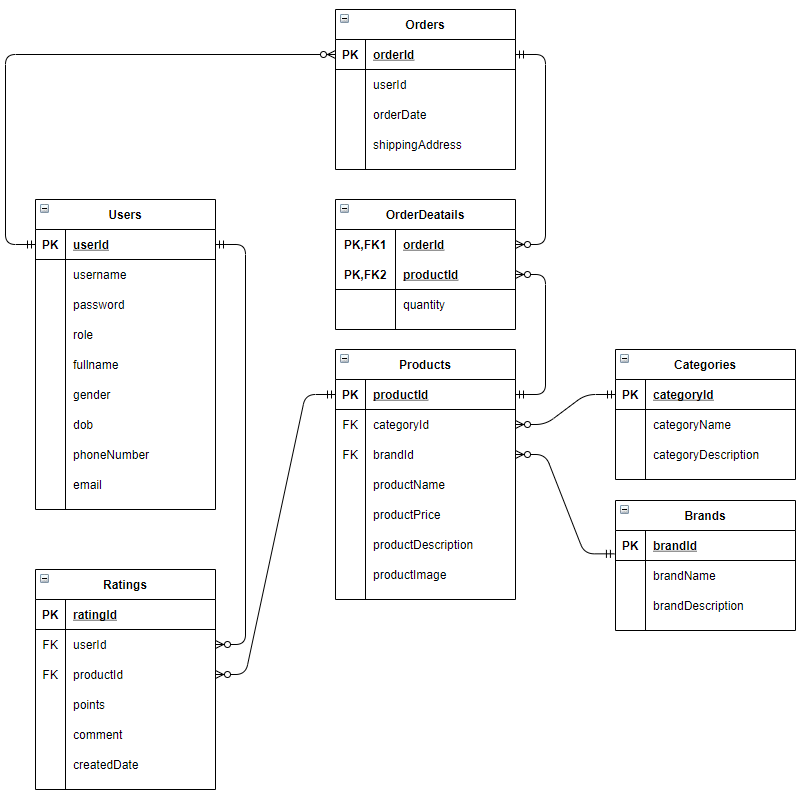 Orders
PK orderId
userId
orderDate
shippingAddress
Users
PK userId
username
password
role
fullname
gender
dob
phoneNumber
email
OrderDeatails
PK,FK1 orderId
PK,FK2 productId
quantity
Products
PK productId
FK categoryId
FK brandId
productName
productPrice
productDescription
productImage
Categories
PK categoryId
categoryName
categoryDescription
Brands
PK brandId
brandName
brandDescription
Ratings
PK ratingId
FK userId
FK productId
points
comment
createdDate